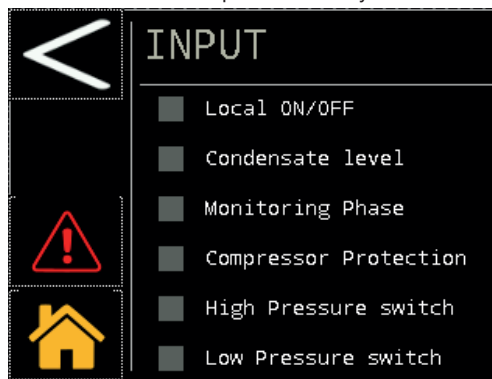 INPUT
Local ON/OFF
Condensate level
Monitoring Phase
Compressor Protection
High Pressure switch
Low Pressure switch